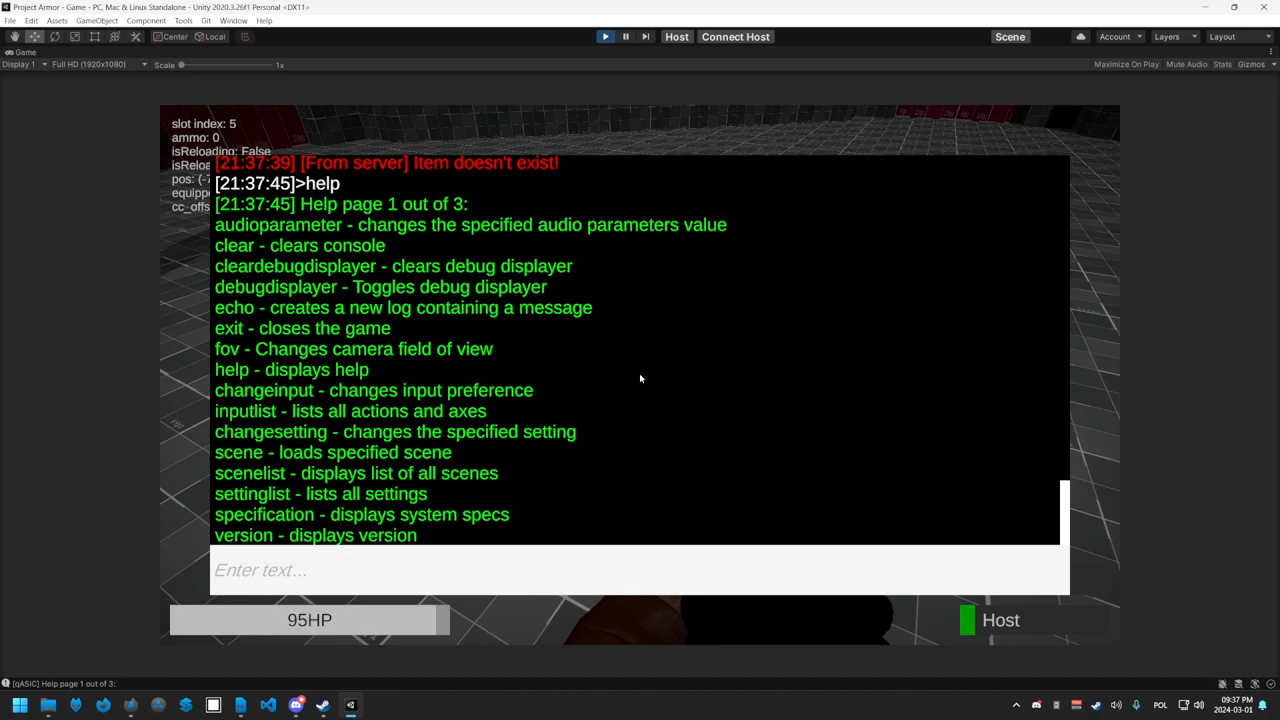 Project Armor - Game - PC, Mac & Linux Standalone - Unity 2020.3.26f1 Personal <DX11>
File Edit Assets GameObject Component Tools Git Window Help
Center Local Host Connect Host Scene Account Layers Layout
Game
Display 1 Full HD (1920x1080) Scale 1x Maximize On Play Mute Audio Stats Gizmos
slot index: 5
ammo: 0
isReloading: False
isReloa
pos: (-7
equippe
cc_offs
[21:37:39] [From server] Item doesn't exist!
[21:37:45]>help
[21:37:45] Help page 1 out of 3:
audioparameter - changes the specified audio parameters value
clear - clears console
cleardebugdisplayer - clears debug displayer
debugdisplayer - Toggles debug displayer
echo - creates a new log containing a message
exit - closes the game
fov - Changes camera field of view
help - displays help
changeinput - changes input preference
inputlist - lists all actions and axes
changesetting - changes the specified setting
scene - loads specified scene
scenelist - displays list of all scenes
settinglist - lists all settings
specification - displays system specs
version - displays version
Enter text...
95HP
Host
[qASIC] Help page 1 out of 3:
POL
09:37 PM
2024-03-01